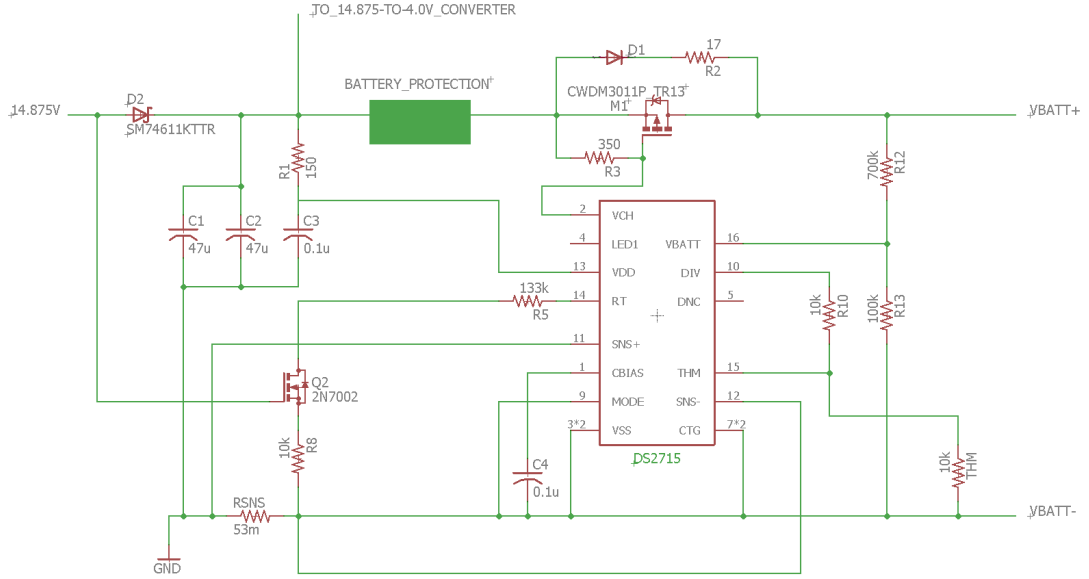 TO_14.875-TO-4.0V_CONVERTER
D1
17
R2
BATTERY_PROTECTION
CWDM3011P_TR13
M1
14.875V
D2
SM74611KTTR
VBATT+
R1
150
350
R3
700k
R12
C1
47u
C2
47u
C3
0.1u
2
VCH
4
LED1
VBATT
16
13
VDD
DIV
10
133k
R5
14
RT
DNC
5
10k
R10
100k
R13
11
SNS+
1
CBIAS
THM
15
Q2
2N7002
9
MODE
SNS-
12
3*2
VSS
CTG
7*2
10k
R8
DS2715
C4
0.1u
10k
THM
RSNS
53m
VBATT-
GND